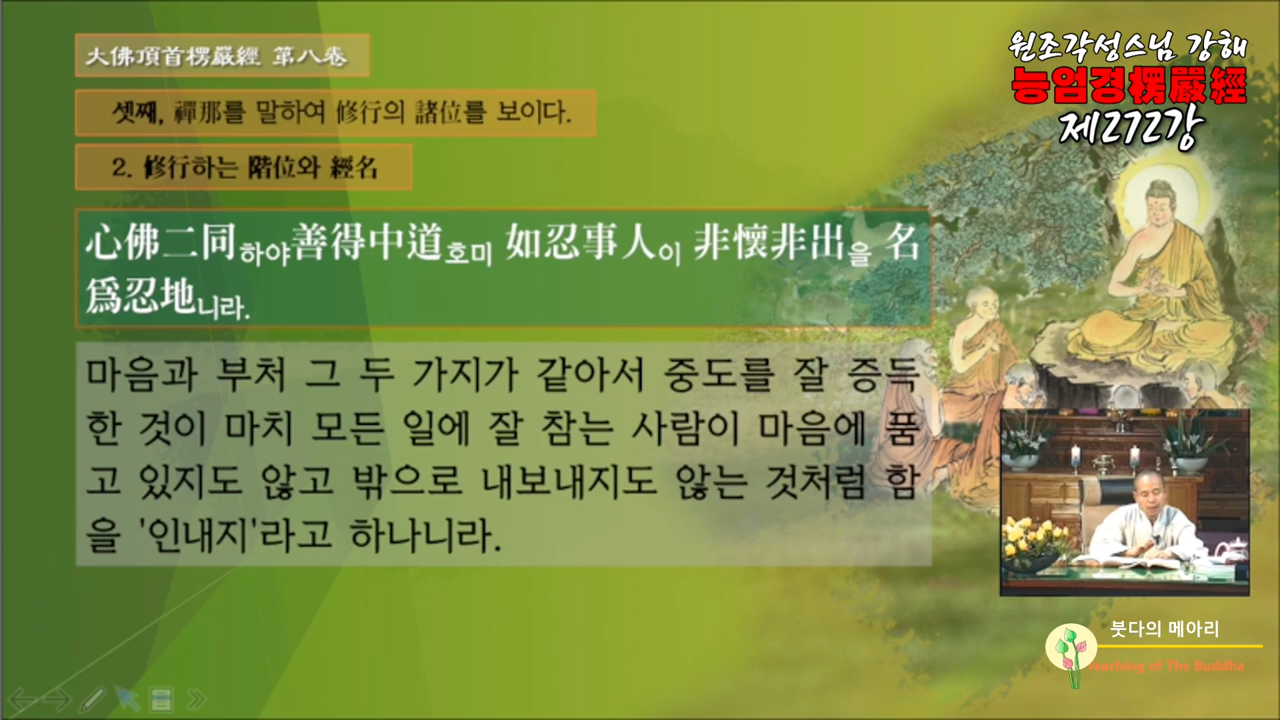 大佛頂首楞嚴經 第八卷
셋째, 禪那를 말하여 修行의 諸位를 보이다.
2. 修行하는 階位와 經名
心佛二同하야善得中道호미 如忍事人이 非懷非出을 名
爲忍地니라.
마음과 부처 그 두 가지가 같아서 중도를 잘 증득
한 것이 마치 모든 일에 잘 참는 사람이 마음에 품
고 있지도 않고 밖으로 내보내지도 않는 것처럼 함
을 '인내지'라고 하나니라.
원조각성스님 강해
능엄경楞嚴經
제272강
붓다의 메아리
Teaching of The Buddha